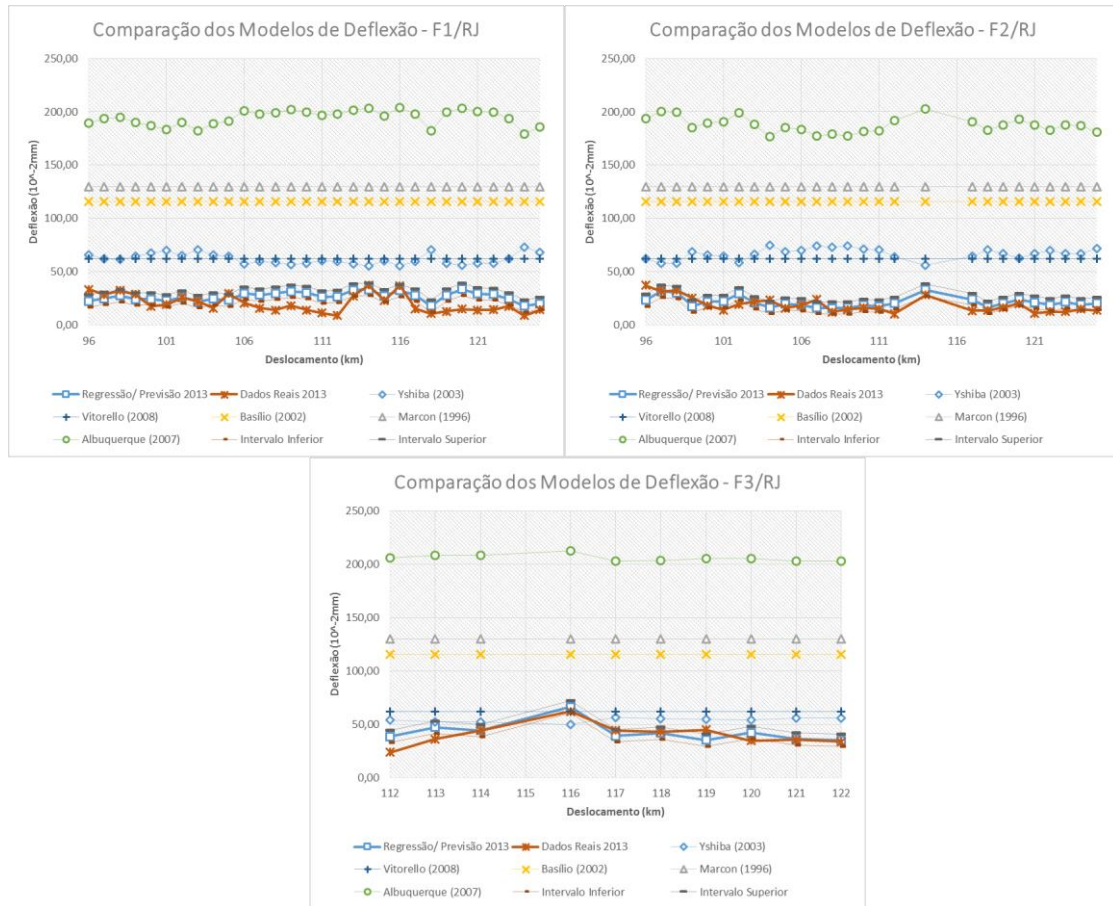 Comparação dos Modelos de Deflexão - F1/RJ
250,00
200,00
150,00
100,00
50,00
0,00
Deflexão (10^-2mm)
96 101 106 111 116 121
Deslocamento (km)
Regressão/ Previsão 2013 Dados Reais 2013 Yshiba (2003)
Vitorello (2008) Basílio (2002) Marcon (1996)
Albuquerque (2007) Intervalo Inferior Intervalo Superior
Comparação dos Modelos de Deflexão - F2/RJ
250,00
200,00
150,00
100,00
50,00
0,00
Deflexão (10^-2mm)
96 101 106 111 116 121
Deslocamento (km)
Regressão/ Previsão 2013 Dados Reais 2013 Yshiba (2003)
Vitorello (2008) Basílio (2002) Marcon (1996)
Albuquerque (2007) Intervalo Inferior Intervalo Superior
Comparação dos Modelos de Deflexão - F3/RJ
250,00
200,00
150,00
100,00
50,00
0,00
Deflexão (10^-2mm)
112 113 114 115 116 117 118 119 120 121 122
Deslocamento (km)
Regressão/ Previsão 2013 Dados Reais 2013 Yshiba (2003)
Vitorello (2008) Basílio (2002) Marcon (1996)
Albuquerque (2007) Intervalo Inferior Intervalo Superior